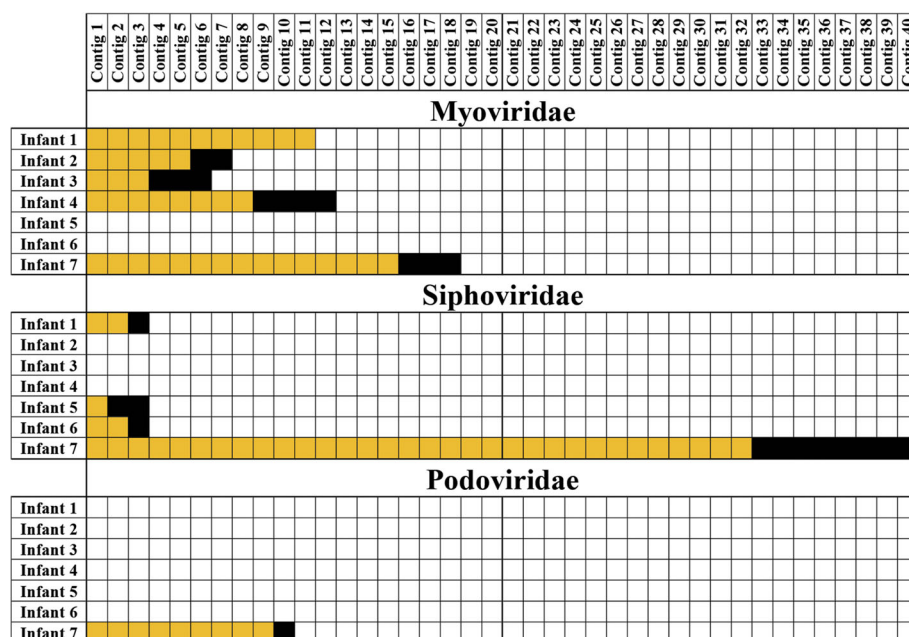 Contig 1 Contig 2 Contig 3 Contig 4 Contig 5 Contig 6 Contig 7 Contig 8 Contig 9 Contig 10 Contig 11 Contig 12 Contig 13 Contig 14 Contig 15 Contig 16 Contig 17 Contig 18 Contig 19 Contig 20 Contig 21 Contig 22 Contig 23 Contig 24 Contig 25 Contig 26 Contig 27 Contig 28 Contig 29 Contig 30 Contig 31 Contig 32 Contig 33 Contig 34 Contig 35 Contig 36 Contig 37 Contig 38 Contig 39 Contig 40
Myoviridae
Infant 1
Infant 2
Infant 3
Infant 4
Infant 5
Infant 6
Infant 7
Siphoviridae
Infant 1
Infant 2
Infant 3
Infant 4
Infant 5
Infant 6
Infant 7
Podoviridae
Infant 1
Infant 2
Infant 3
Infant 4
Infant 5
Infant 6
Infant 7